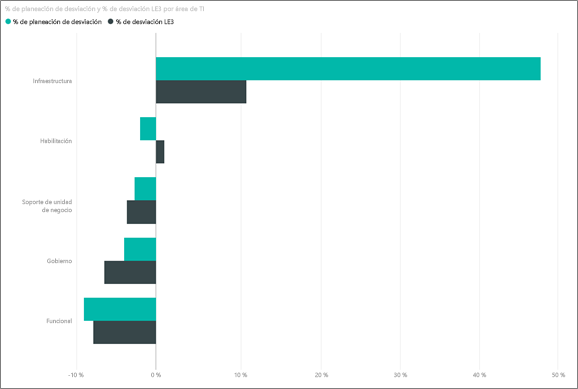 % de planeación de desviación y % de desviación LE3 por área de TI
% de planeación de desviación % de desviación LE3
Infraestructura
Habilitación
Soporte de unidad
de negocio
Gobierno
Funcional
-10 % 0 % 10 % 20 % 30 % 40 % 50 %